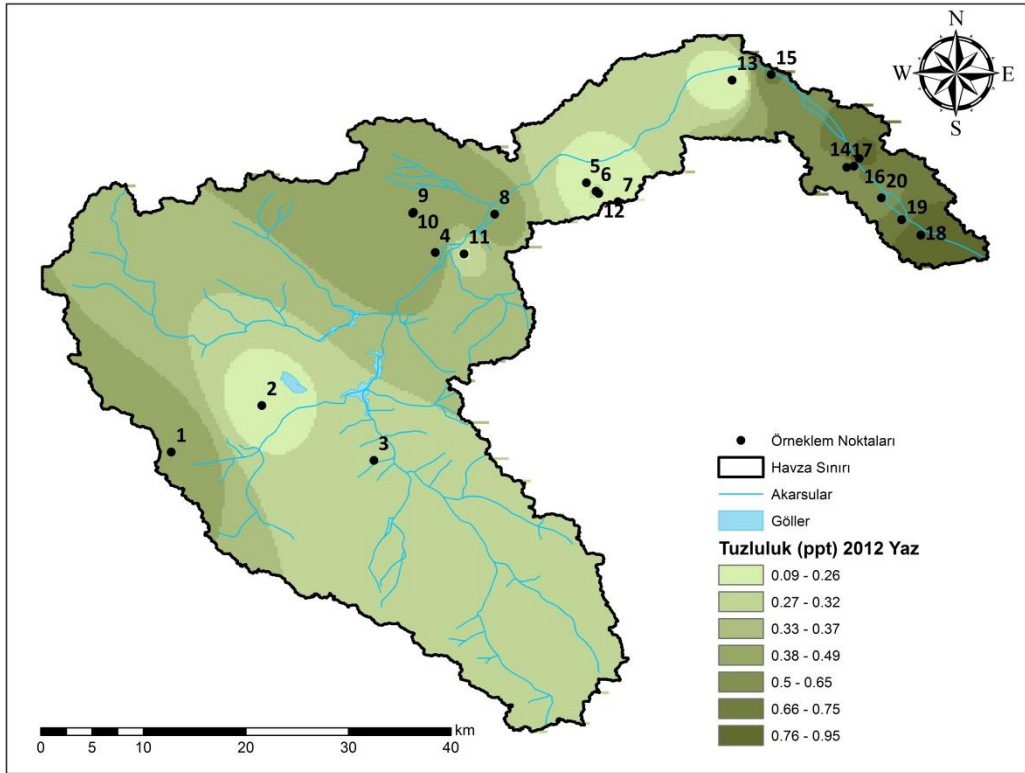 N
W E
S
13 15
14 17
16 20
19
18
5 6 7
12
9
10
8
4 11
2
1
3
Örneklem Noktaları
Havza Sınırı
Akarsular
Göller
Tuzluluk (ppt) 2012 Yaz
0.09 - 0.26
0.27 - 0.32
0.33 - 0.37
0.38 - 0.49
0.5 - 0.65
0.66 - 0.75
0.76 - 0.95
km
0 5 10 20 30 40